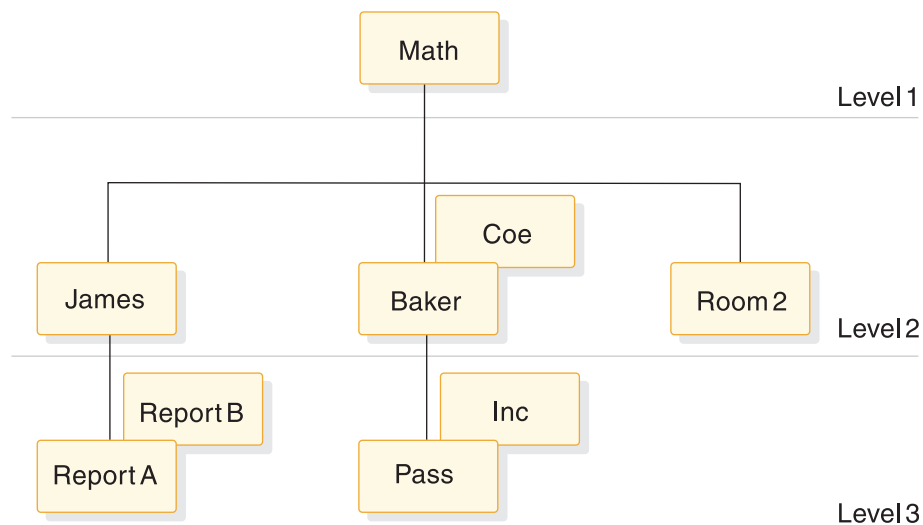 Math
Level 1
Coe
James
Baker
Room 2
Level 2
Report B
Inc
Report A
Pass
Level 3